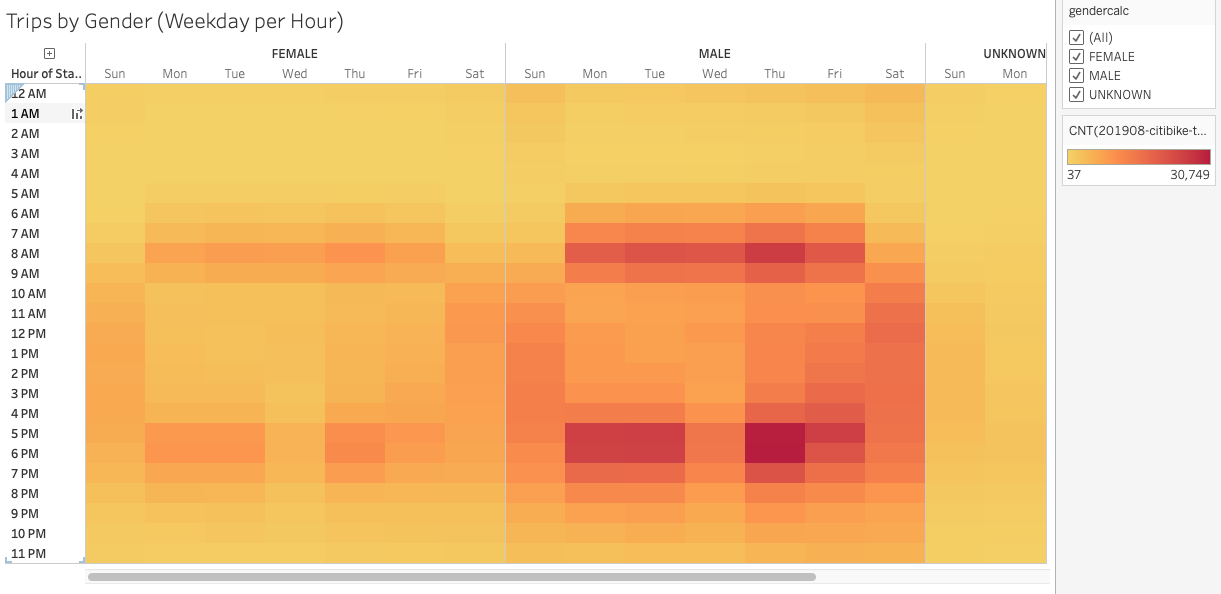 Trips by Gender (Weekday per Hour)
FEMALE MALE UNKNOWN
Hour of Sta.. Sun Mon Tue Wed Thu Fri Sat Sun Mon Tue Wed Thu Fri Sat Sun Mon
12 AM
1 AM
2 AM
3 AM
4 AM
5 AM
6 AM
7 AM
8 AM
9 AM
10 AM
11 AM
12 PM
1 PM
2 PM
3 PM
4 PM
5 PM
6 PM
7 PM
8 PM
9 PM
10 PM
11 PM
gendercalc
(All)
FEMALE
MALE
UNKNOWN
CNT(201908-citibike-t...
37 30,749